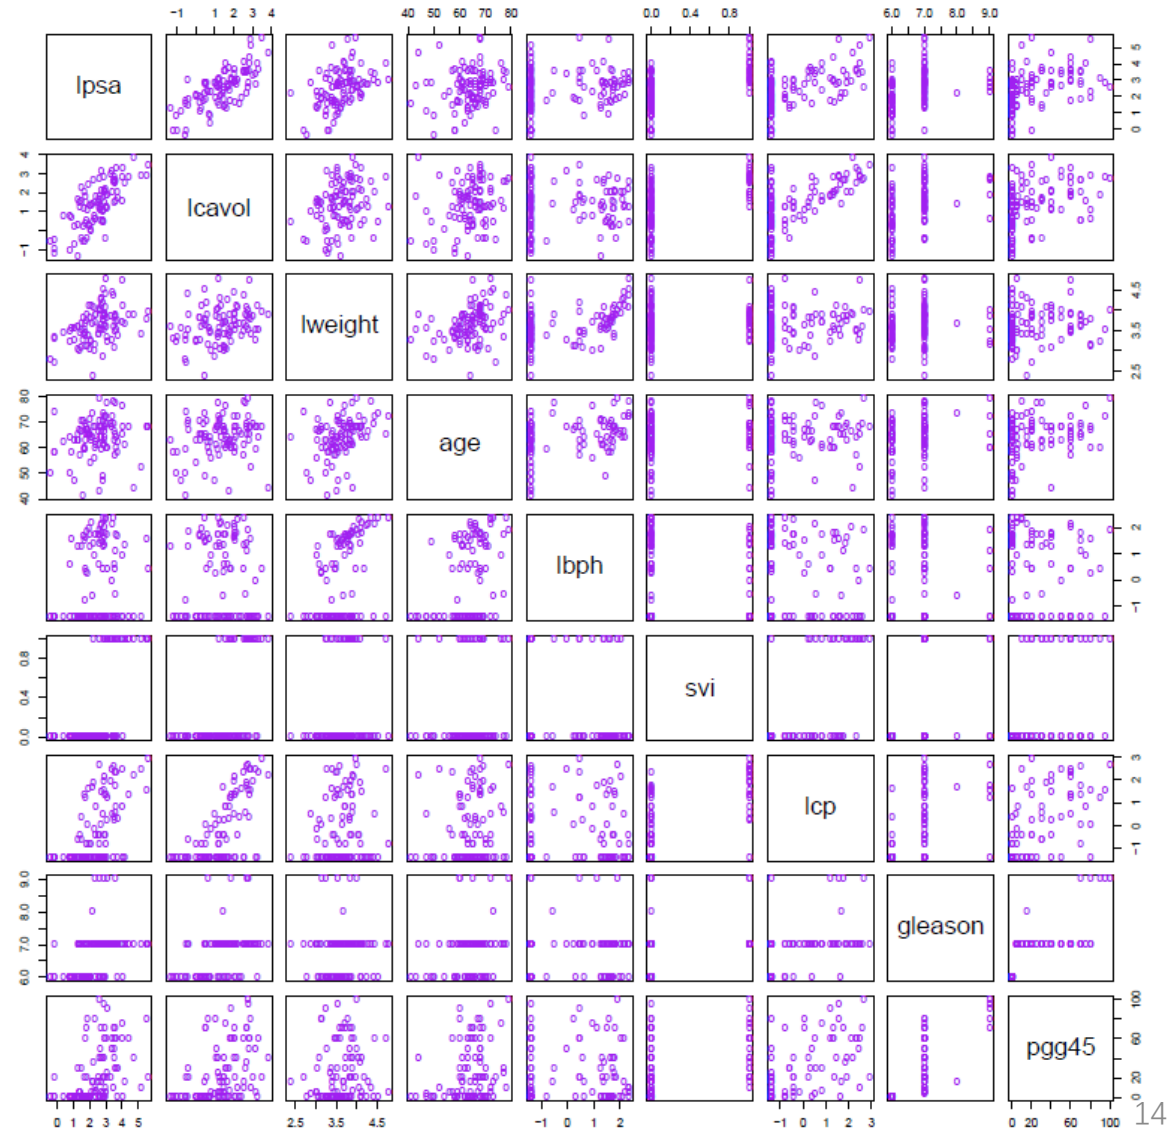 −1 1 2 3 4 40 50 60 70 80 0.0 0.4 0.8 6.0 7.0 8.0 9.0
lpsa
0 1 2 3 4 5
lcavol
−1 1 2 3 4
lweight
2.5 3.5 4.5
age
40 50 60 70 80
lbph
−1 0 1 2
svi
0.0 0.4 0.8
lcp
−1 0 1 2 3
gleason
6.0 7.0 8.0 9.0
pgg45
0 20 60 100
0 1 2 3 4 5 2.5 3.5 4.5 −1 0 1 2 −1 0 1 2 3 0 20 60 100
14